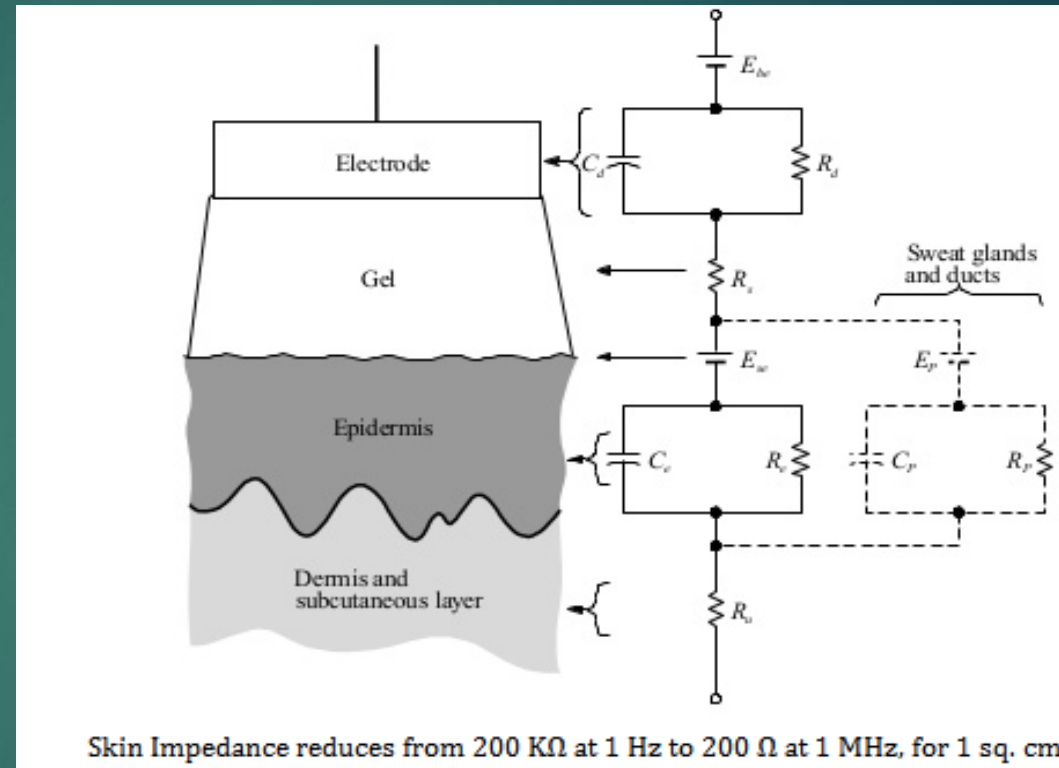 E_he
Electrode
C_d
R_d
Sweat glands
and ducts
Gel
R_s
E_se
E_P
Epidermis
C_e
R_e
C_P
R_P
Dermis and
subcutaneous layer
R_u
Skin Impedance reduces from 200 KΩ at 1 Hz to 200 Ω at 1 MHz, for 1 sq. cm